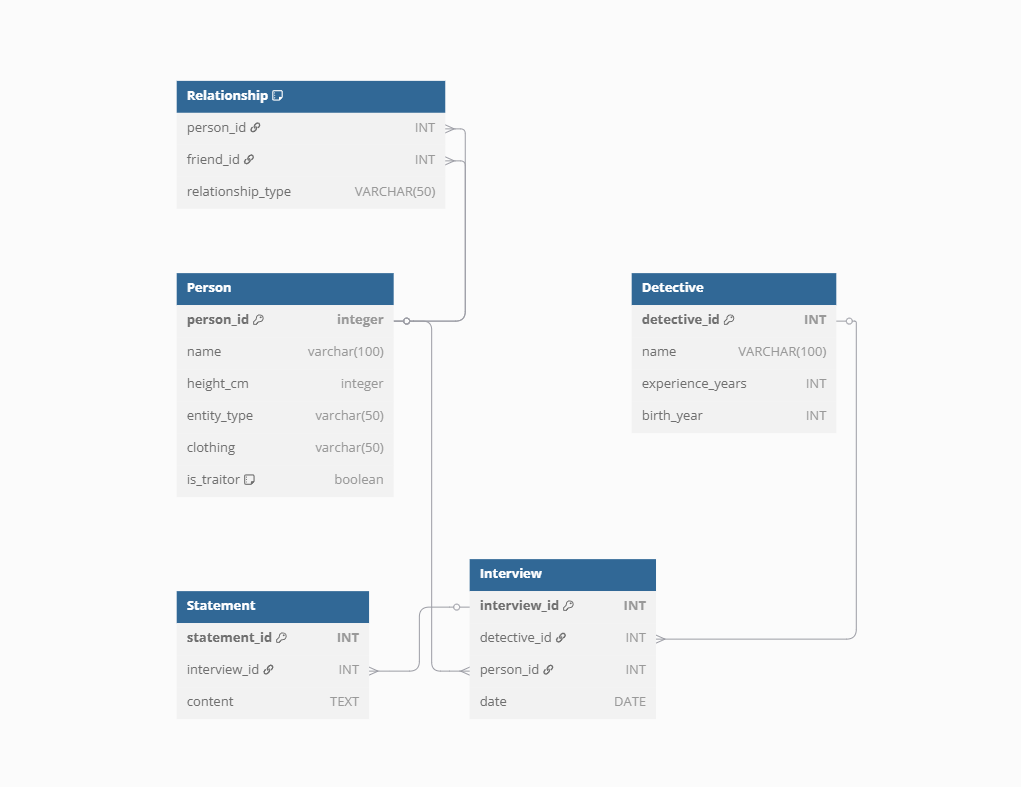 Relationship
person_id INT
friend_id INT
relationship_type VARCHAR(50)
Person
person_id integer
name varchar(100)
height_cm integer
entity_type varchar(50)
clothing varchar(50)
is_traitor boolean
Detective
detective_id INT
name VARCHAR(100)
experience_years INT
birth_year INT
Statement
statement_id INT
interview_id INT
content TEXT
Interview
interview_id INT
detective_id INT
person_id INT
date DATE